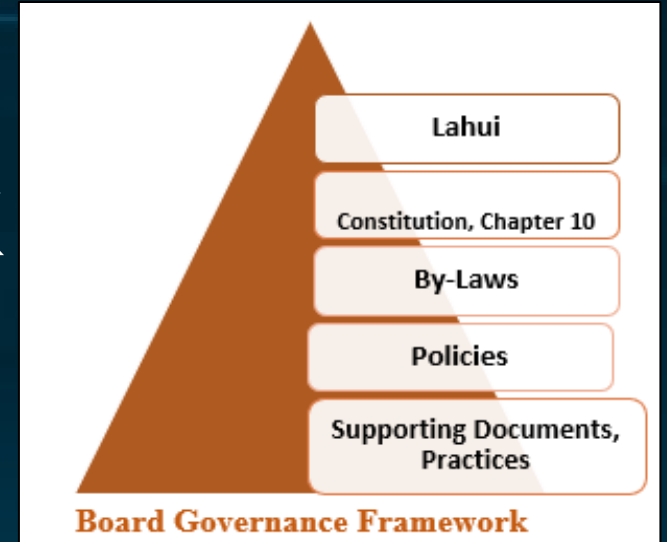 Lahui
Constitution, Chapter 10
By-Laws
Policies
Supporting Documents,
Practices
Board Governance Framework